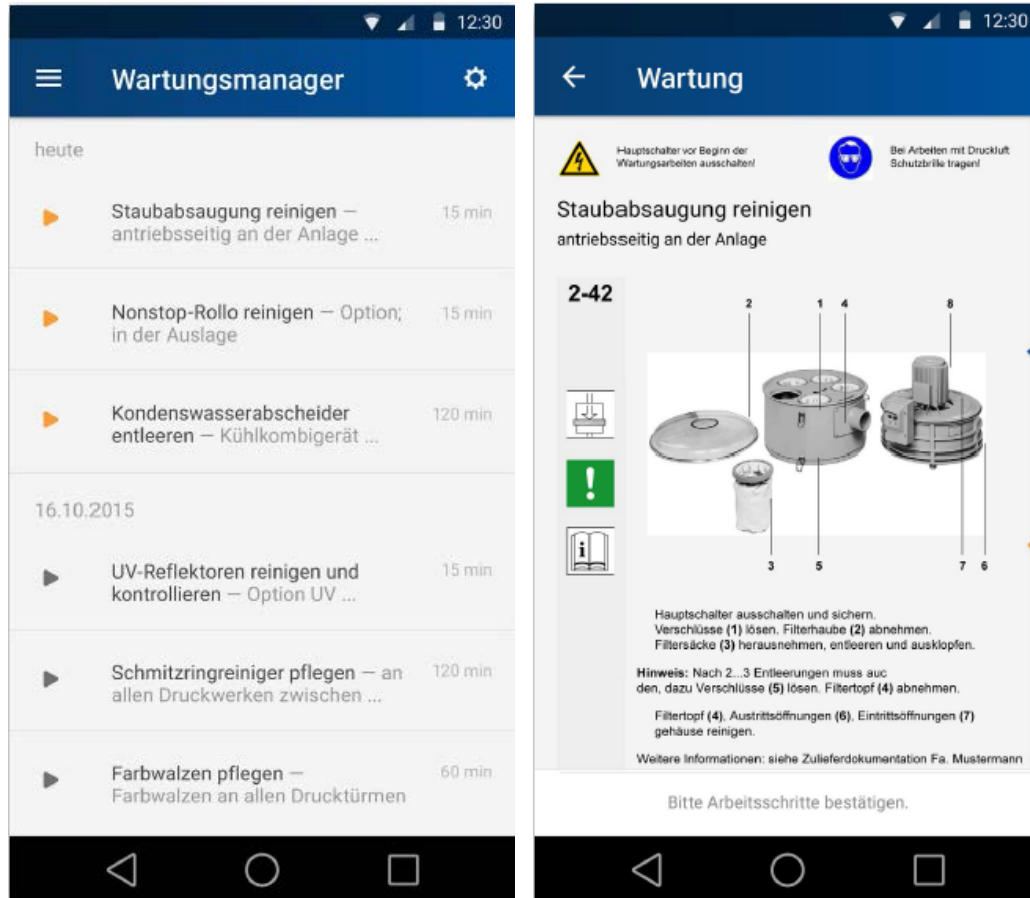 12:30
Wartungsmanager
heute
Staubabsaugung reinigen – 15 min
antriebsseitig an der Anlage ...
Nonstop-Rollo reinigen – Option; 15 min
in der Auslage
Kondenswasserabscheider 120 min
entleeren – Kühlkombigerät ...
16.10.2015
UV-Reflektoren reinigen und 15 min
kontrollieren – Option UV ...
Schmitzringreiniger pflegen – an 120 min
allen Druckwerken zwischen ...
Farbwalzen pflegen – 60 min
Farbwalzen an allen Drucktürmen
12:30
Wartung
Hauptschalter vor Beginn der
Wartungsarbeiten ausschalten!
Bei Arbeiten mit Druckluft
Schutzbrille tragen!
Staubabsaugung reinigen
antriebsseitig an der Anlage
2-42
2 1 4 8
!
i
3 5 7 6
Hauptschalter ausschalten und sichern.
Verschlüsse (1) lösen. Filterhaube (2) abnehmen.
Filtersäcke (3) herausnehmen, entleeren und ausklopfen.
Hinweis: Nach 2...3 Entleerungen muss auc
den, dazu Verschlüsse (5) lösen. Filtertopf (4) abnehmen.
Filtertopf (4), Austrittsöffnungen (6), Eintrittsöffnungen (7)
gehäuse reinigen.
Weitere Informationen: siehe Zulieferdokumentation Fa. Mustermann
Bitte Arbeitsschritte bestätigen.